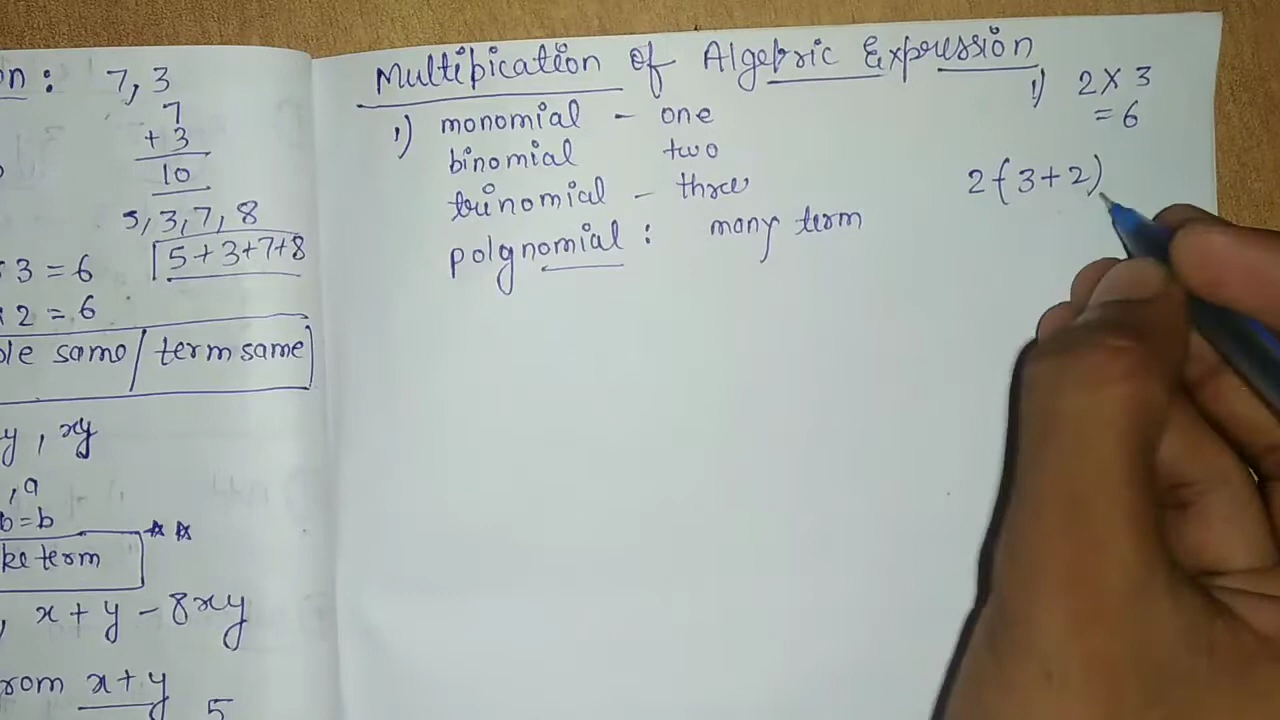 on : 7, 3
7
+ 3
10
5, 3, 7, 8
3 = 6 5+3+7+8
2 = 6
same / term same
y , xy
, a
b = b
ke term
, x + y - 8xy
rom x + y
5
Multipication of Algebric Expression
1) monomial - one
binomial two
trinomial - three
polynomial : many term
1) 2 × 3
= 6
2 (3+2)